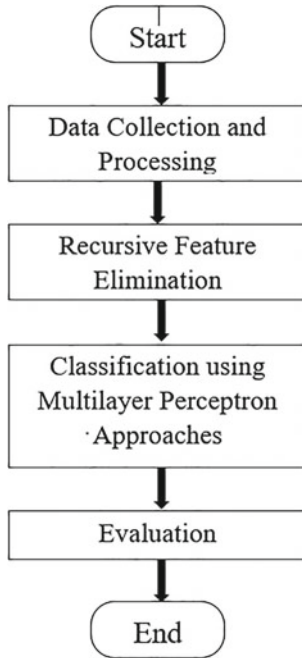 Start
Data Collection and
Processing
Recursive Feature
Elimination
Classification using
Multilayer Perceptron
Approaches
Evaluation
End